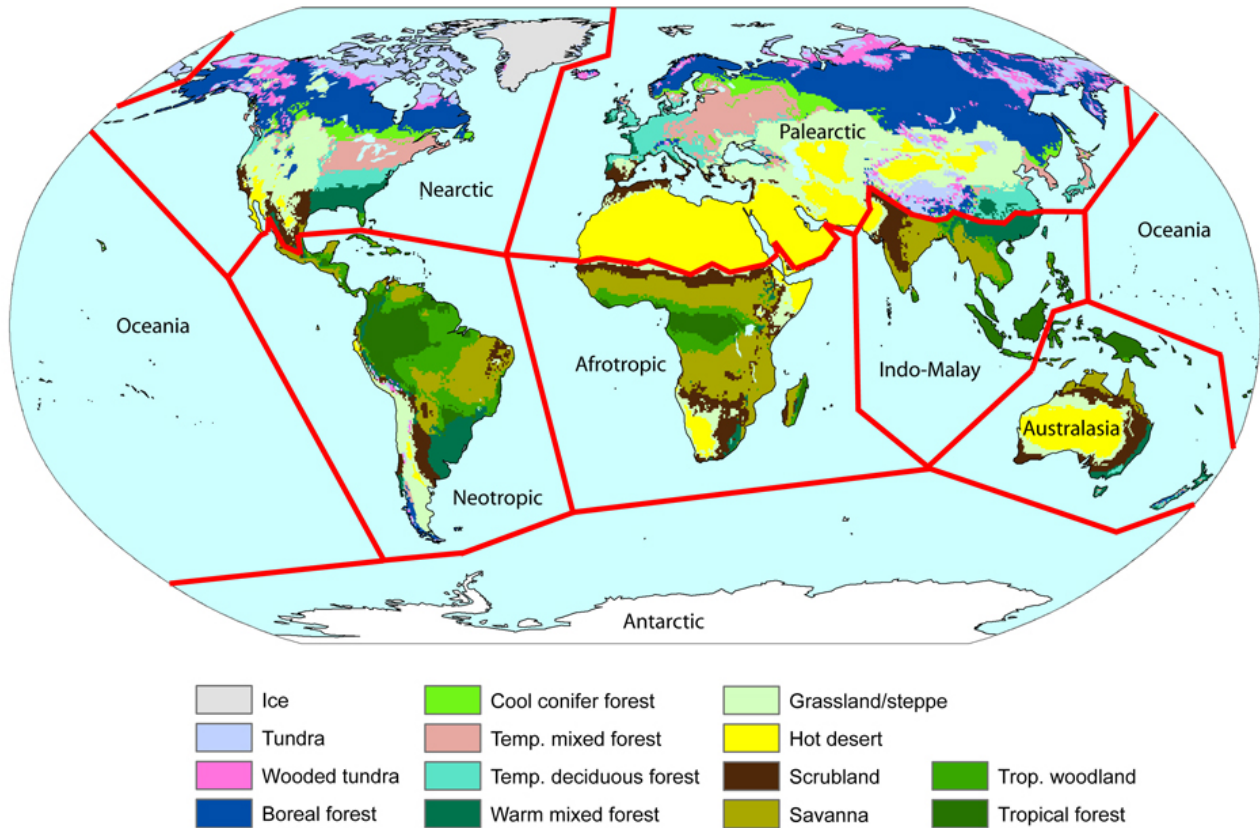 Palearctic
Nearctic
Oceania
Oceania
Afrotropic
Indo-Malay
Australasia
Neotropic
Antarctic
Ice
Cool conifer forest
Grassland/steppe
Tundra
Temp. mixed forest
Hot desert
Wooded tundra
Temp. deciduous forest
Scrubland
Trop. woodland
Boreal forest
Warm mixed forest
Savanna
Tropical forest